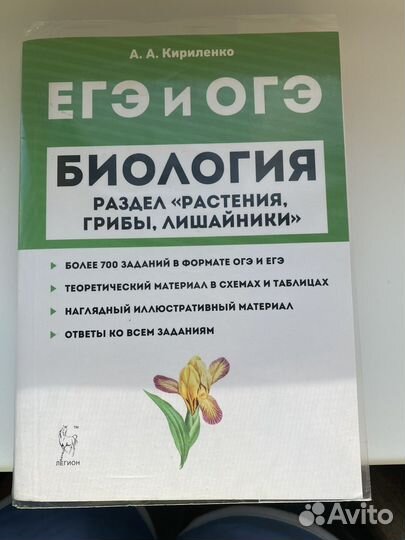 А. А. Кириленко
ЕГЭ и ОГЭ
БИОЛОГИЯ
РАЗДЕЛ «РАСТЕНИЯ,
ГРИБЫ, ЛИШАЙНИКИ»
БОЛЕЕ 700 ЗАДАНИЙ В ФОРМАТЕ ОГЭ И ЕГЭ
ТЕОРЕТИЧЕСКИЙ МАТЕРИАЛ В СХЕМАХ И ТАБЛИЦАХ
НАГЛЯДНЫЙ ИЛЛЮСТРАТИВНЫЙ МАТЕРИАЛ
ОТВЕТЫ КО ВСЕМ ЗАДАНИЯМ
TM
ЛЕГИОН
Avito